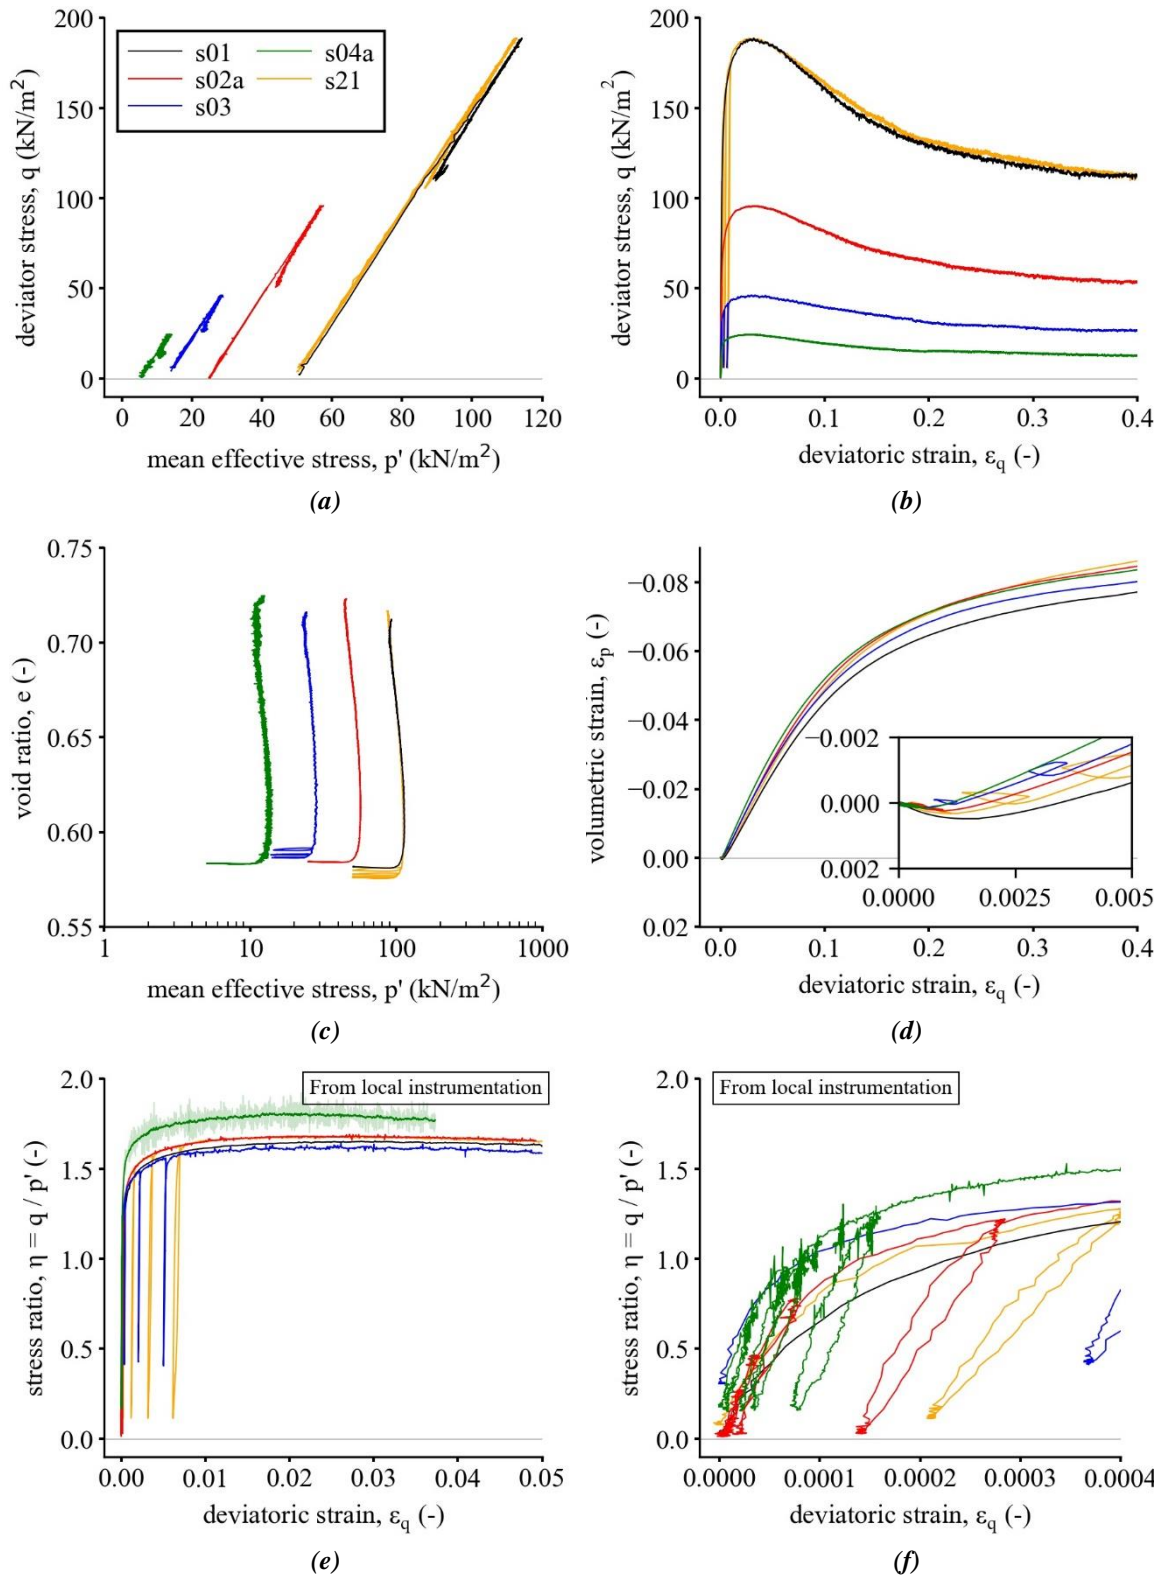 200
150
100
50
0
deviator stress, q (kN/m²)
s01
s02a
s03
s04a
s21
0 20 40 60 80 100 120
mean effective stress, p' (kN/m²)
(a)
200
150
100
50
0
deviator stress, q (kN/m²)
0.0 0.1 0.2 0.3 0.4
deviatoric strain, εq (-)
(b)
0.75
0.70
0.65
0.60
0.55
void ratio, e (-)
1 10 100 1000
mean effective stress, p' (kN/m²)
(c)
−0.08
−0.06
−0.04
−0.02
0.00
0.02
volumetric strain, εp (-)
−0.002
0.000
0.002
0.0000 0.0025 0.005
0.0 0.1 0.2 0.3 0.4
deviatoric strain, εq (-)
(d)
2.0
1.5
1.0
0.5
0.0
stress ratio, η = q / p' (-)
From local instrumentation
0.00 0.01 0.02 0.03 0.04 0.05
deviatoric strain, εq (-)
(e)
2.0
1.5
1.0
0.5
0.0
stress ratio, η = q / p' (-)
From local instrumentation
0.0000 0.0001 0.0002 0.0003 0.0004
deviatoric strain, εq (-)
(f)